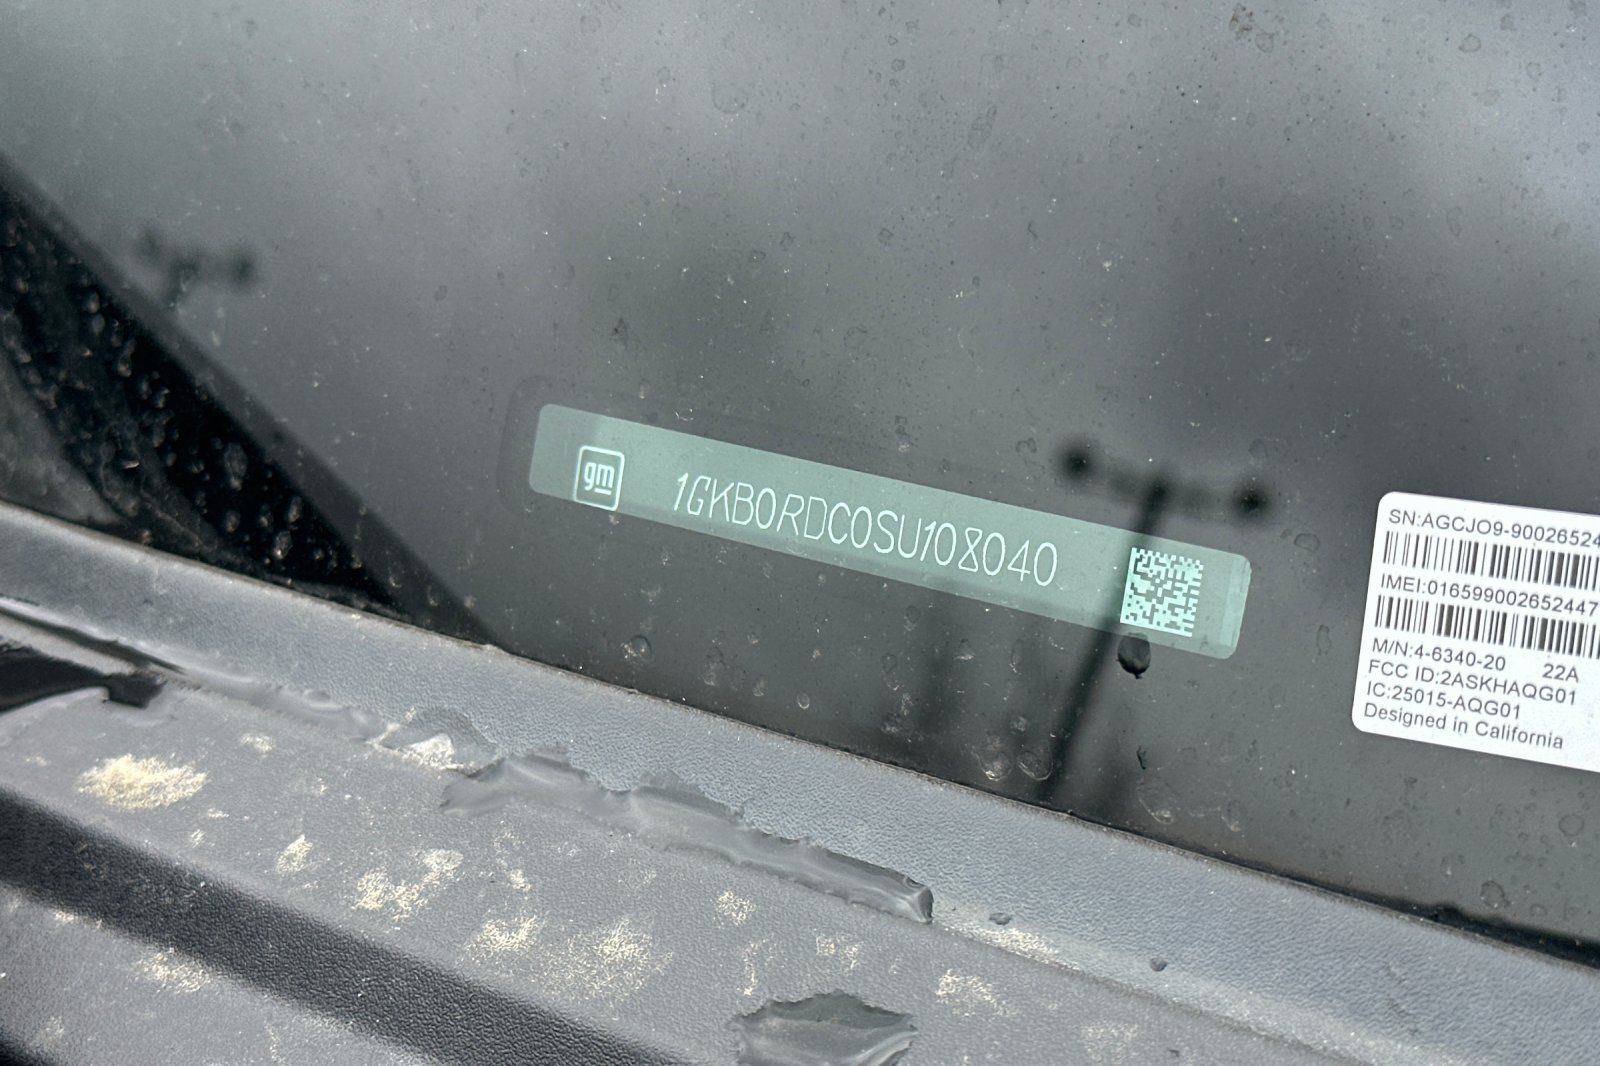 gm 1GKB0RDC0SU108040
SN:AGCJO9-90026524
IMEI:016599002652447
M/N:4-6340-20 22A
FCC ID:2ASKHAQG01
IC:25015-AQG01
Designed in California